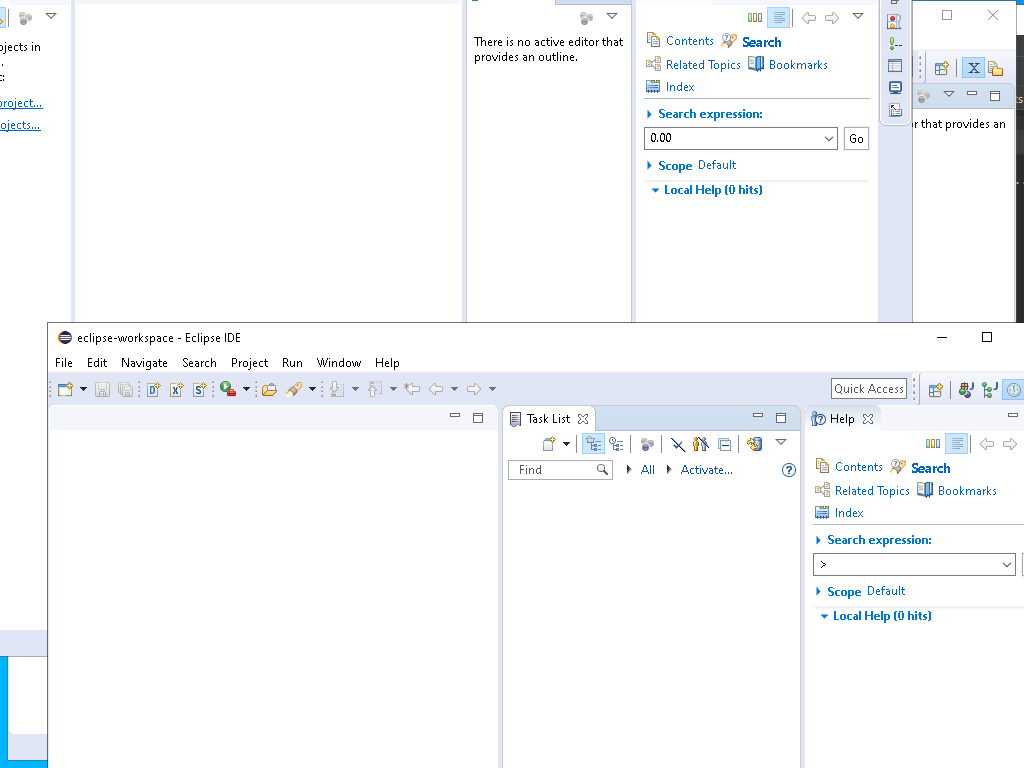 ojects in
project...
ojects...
There is no active editor that
provides an outline.
Contents Search
Related Topics Bookmarks
Index
Search expression:
0.00 Go
Scope Default
Local Help (0 hits)
X
r that provides an
eclipse-workspace - Eclipse IDE
File Edit Navigate Search Project Run Window Help
Quick Access
Task List Help
Find All Activate...
Contents Search
Related Topics Bookmarks
Index
Search expression:
>
Scope Default
Local Help (0 hits)